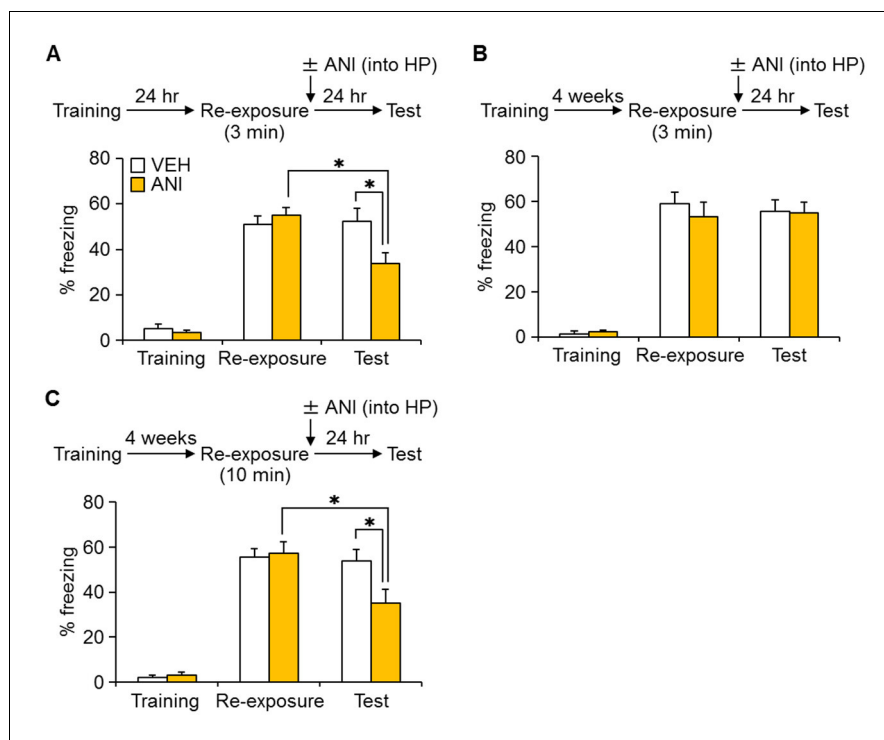 A
± ANI (into HP)
24 hr 24 hr
Training Re-exposure Test
(3 min)
80
60
40
20
0
% freezing
VEH
ANI
*
*
Training Re-exposure Test
B
± ANI (into HP)
4 weeks 24 hr
Training Re-exposure Test
(3 min)
80
60
40
20
0
% freezing
Training Re-exposure Test
C
± ANI (into HP)
4 weeks 24 hr
Training Re-exposure Test
(10 min)
80
60
40
20
0
% freezing
*
*
Training Re-exposure Test